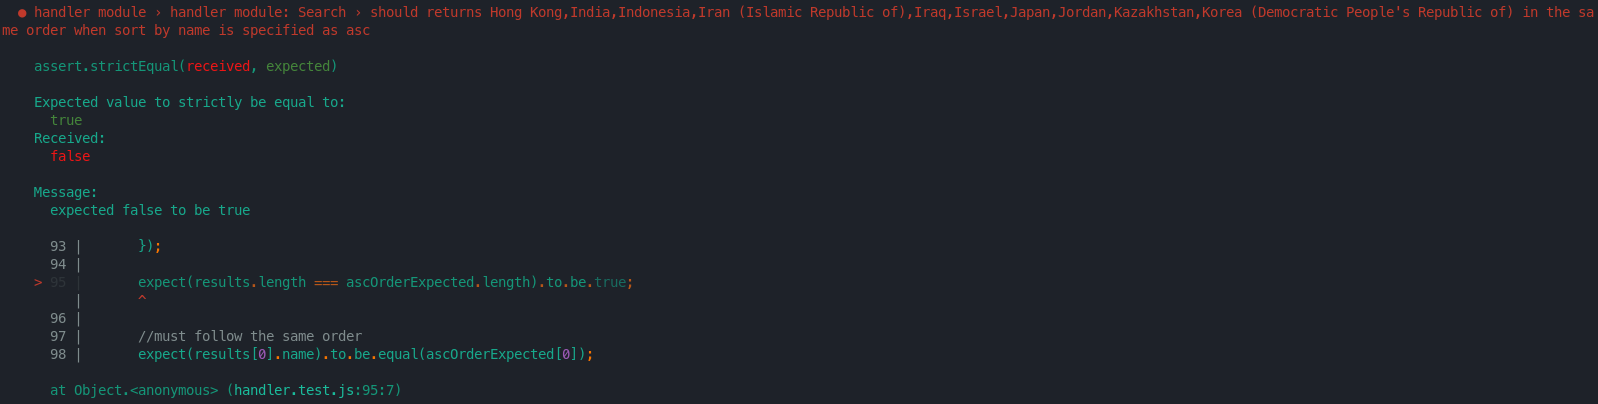 ● handler module › handler module: Search › should returns Hong Kong,India,Indonesia,Iran (Islamic Republic of),Iraq,Israel,Japan,Jordan,Kazakhstan,Korea (Democratic People's Republic of) in the sa
me order when sort by name is specified as asc
assert.strictEqual(received, expected)
Expected value to strictly be equal to:
true
Received:
false
Message:
expected false to be true
93 | });
94 |
> 95 | expect(results.length === ascOrderExpected.length).to.be.true;
| ^
96 |
97 | //must follow the same order
98 | expect(results[0].name).to.be.equal(ascOrderExpected[0]);
at Object.<anonymous> (handler.test.js:95:7)